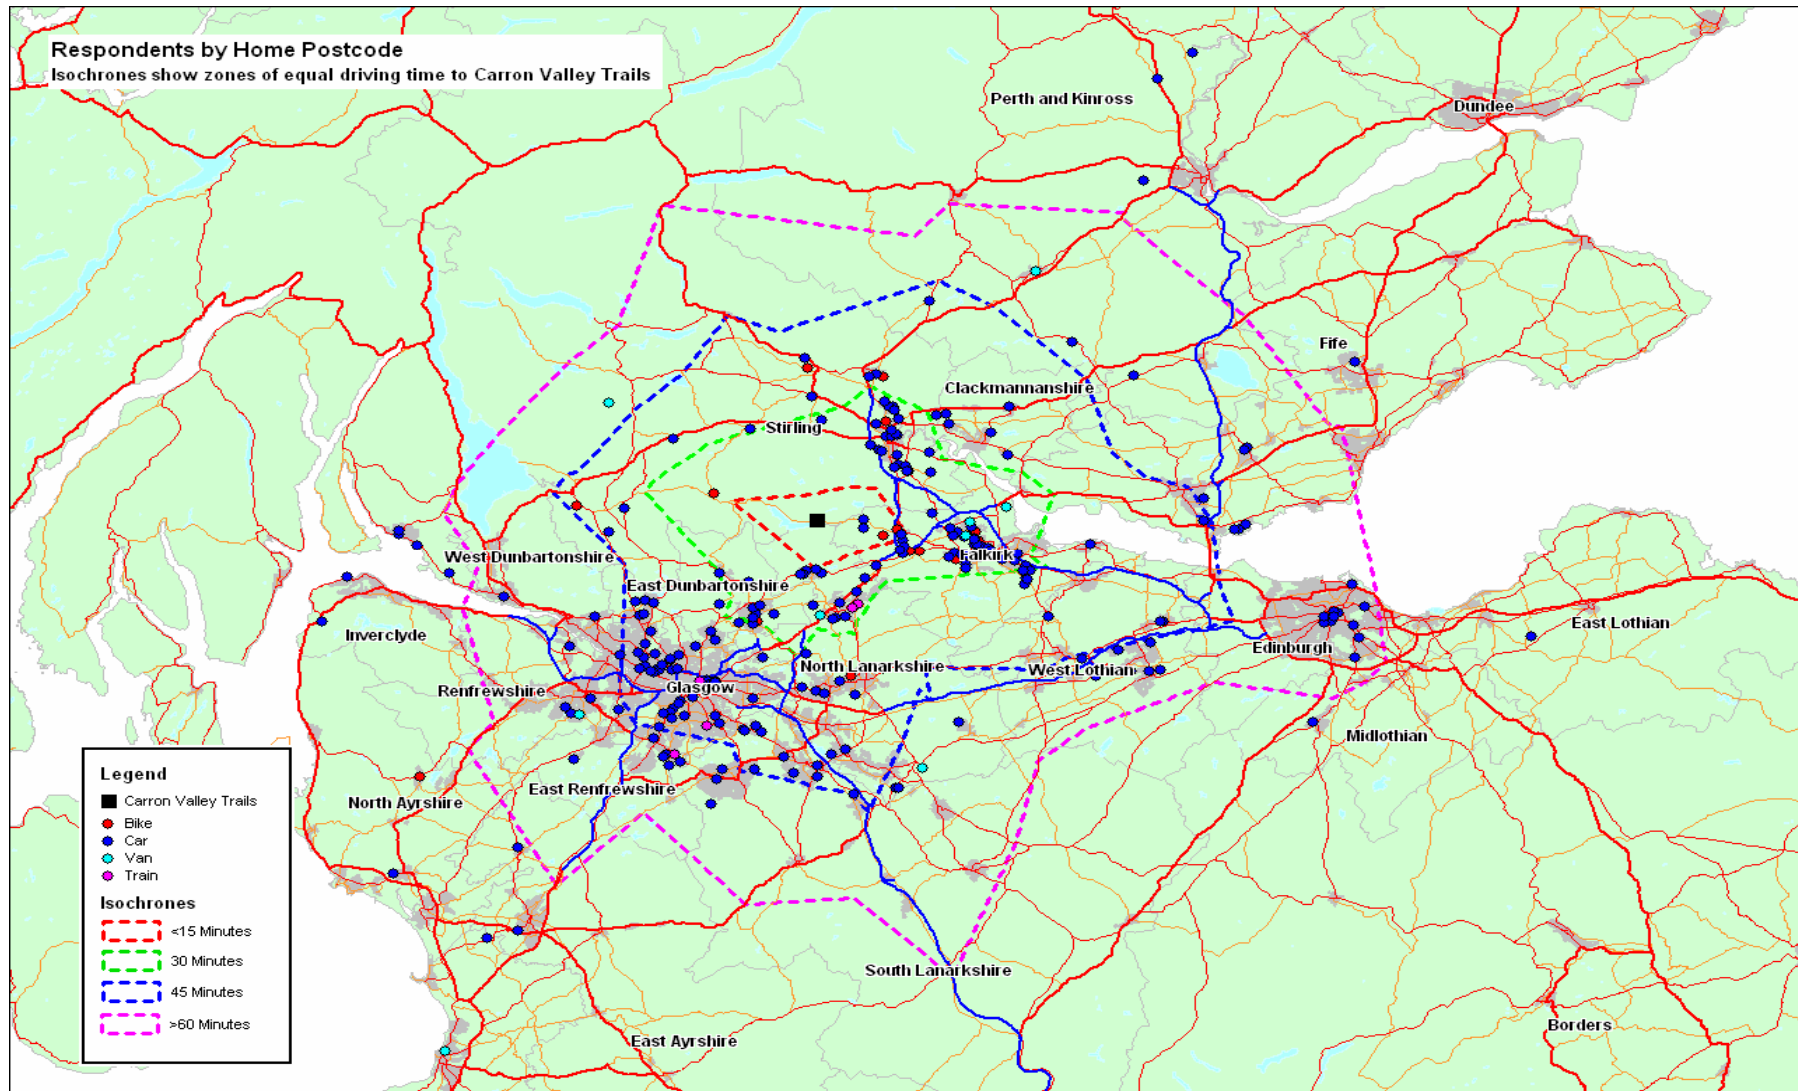 Respondents by Home Postcode
Isochrones show zones of equal driving time to Carron Valley Trails
Perth and Kinross
Dundee
Fife
Clackmannanshire
Stirling
West Dunbartonshire
Falkirk
East Dunbartonshire
Inverclyde
East Lothian
Edinburgh
North Lanarkshire
West Lothian
Renfrewshire
Glasgow
Midlothian
East Renfrewshire
North Ayrshire
South Lanarkshire
Borders
East Ayrshire
Legend
Carron Valley Trails
Bike
Car
Van
Train
Isochrones
<15 Minutes
30 Minutes
45 Minutes
>60 Minutes